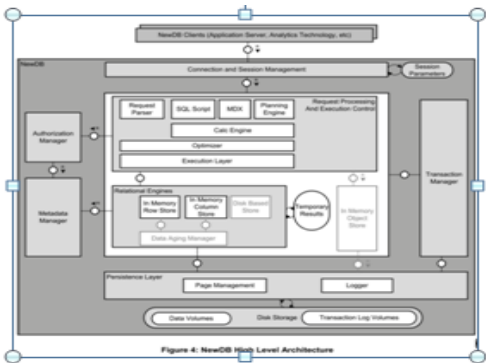 NewDB Clients (Application Server, Analytics Technology, etc)
NewDB
Connection and Session Management
Session
Parameters
Request Processing
And Execution Control
Request
Parser
SQL Script
MDX
Planning
Engine
Calc Engine
Optimizer
Execution Layer
Authorization
Manager
Metadata
Manager
Transaction
Manager
Relational Engines
In Memory
Row Store
In Memory
Column
Store
Disk Based
Store
Data Aging Manager
Temporary
Results
In Memory
Object
Store
Persistence Layer
Page Management
Logger
Data Volumes
Disk Storage
Transaction Log Volumes
Figure 4: NewDB High Level Architecture